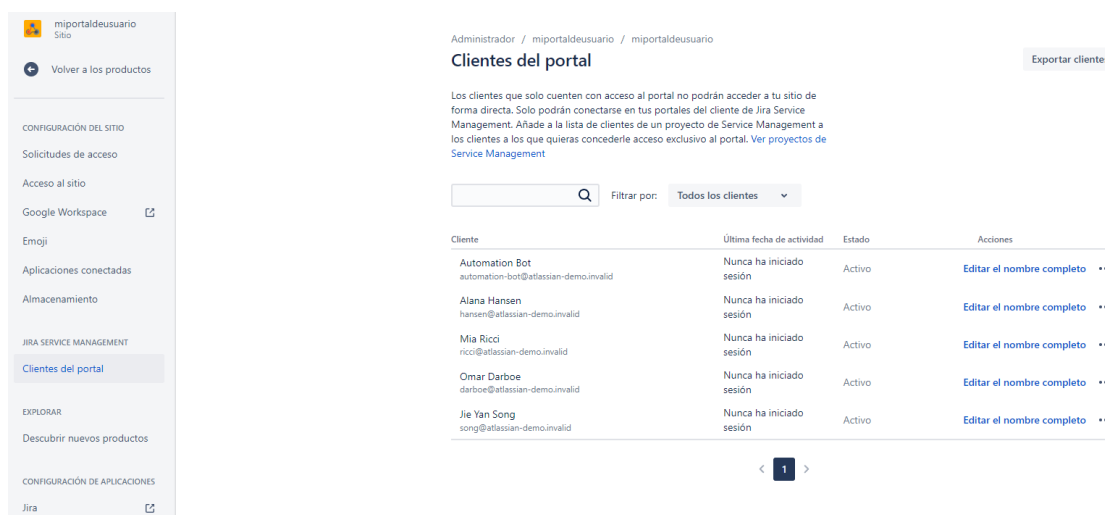 miportaldeusuario
Sitio
Volver a los productos
CONFIGURACIÓN DEL SITIO
Solicitudes de acceso
Acceso al sitio
Google Workspace
Emoji
Aplicaciones conectadas
Almacenamiento
JIRA SERVICE MANAGEMENT
Clientes del portal
EXPLORAR
Descubrir nuevos productos
CONFIGURACIÓN DE APLICACIONES
Jira
Administrador / miportaldeusuario / miportaldeusuario
Clientes del portal
Exportar cliente
Los clientes que solo cuenten con acceso al portal no podrán acceder a tu sitio de
forma directa. Solo podrán conectarse en tus portales del cliente de Jira Service
Management. Añade a la lista de clientes de un proyecto de Service Management a
los clientes a los que quieras concederle acceso exclusivo al portal. Ver proyectos de
Service Management
Filtrar por: Todos los clientes
Cliente Última fecha de actividad Estado Acciones
Automation Bot
automation-bot@atlassian-demo.invalid
Nunca ha iniciado
sesión
Activo
Editar el nombre completo
Alana Hansen
hansen@atlassian-demo.invalid
Nunca ha iniciado
sesión
Activo
Editar el nombre completo
Mia Ricci
ricci@atlassian-demo.invalid
Nunca ha iniciado
sesión
Activo
Editar el nombre completo
Omar Darboe
darboe@atlassian-demo.invalid
Nunca ha iniciado
sesión
Activo
Editar el nombre completo
Jie Yan Song
song@atlassian-demo.invalid
Nunca ha iniciado
sesión
Activo
Editar el nombre completo
1